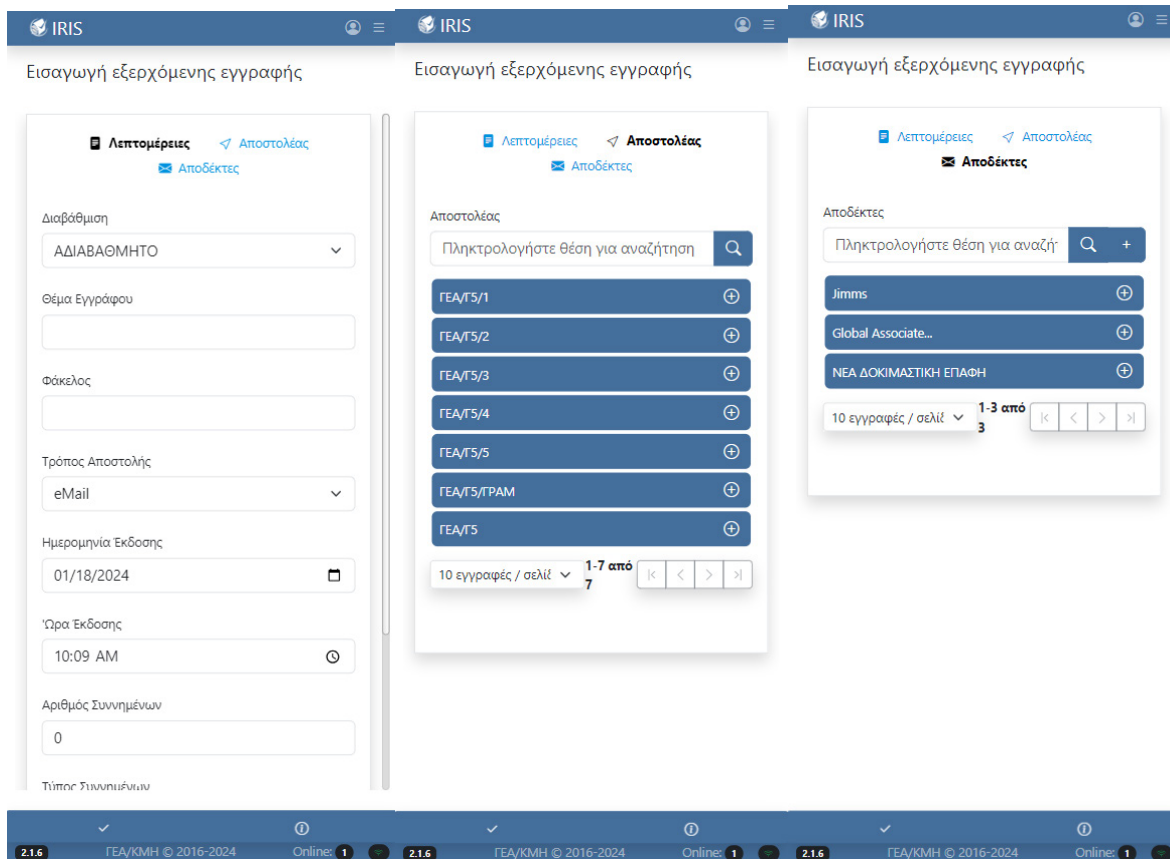 IRIS
Εισαγωγή εξερχόμενης εγγραφής
Λεπτομέρειες Αποστολέας
Αποδέκτες
Διαβάθμιση
ΑΔΙΑΒΑΘΜΗΤΟ
Θέμα Εγγράφου
Φάκελος
Τρόπος Αποστολής
eMail
Ημερομηνία Έκδοσης
01/18/2024
Ώρα Έκδοσης
10:09 AM
Αριθμός Συννημένων
0
Τύπος Συννημένων
2.1.6 ΓΕΑ/ΚΜΗ © 2016-2024 Online: 1
IRIS
Εισαγωγή εξερχόμενης εγγραφής
Λεπτομέρειες Αποστολέας
Αποδέκτες
Αποστολέας
Πληκτρολογήστε θέση για αναζήτηση
ΓΕΑ/Γ5/1
ΓΕΑ/Γ5/2
ΓΕΑ/Γ5/3
ΓΕΑ/Γ5/4
ΓΕΑ/Γ5/5
ΓΕΑ/Γ5/ΓΡΑΜ
ΓΕΑ/Γ5
10 εγγραφές / σελίδ 1-7 από
7
2.1.6 ΓΕΑ/ΚΜΗ © 2016-2024 Online: 1
IRIS
Εισαγωγή εξερχόμενης εγγραφής
Λεπτομέρειες Αποστολέας
Αποδέκτες
Αποδέκτες
Πληκτρολογήστε θέση για αναζήτ
Jimms
Global Associate...
ΝΕΑ ΔΟΚΙΜΑΣΤΙΚΗ ΕΠΑΦΗ
10 εγγραφές / σελίδ 1-3 από
3
2.1.6 ΓΕΑ/ΚΜΗ © 2016-2024 Online: 1